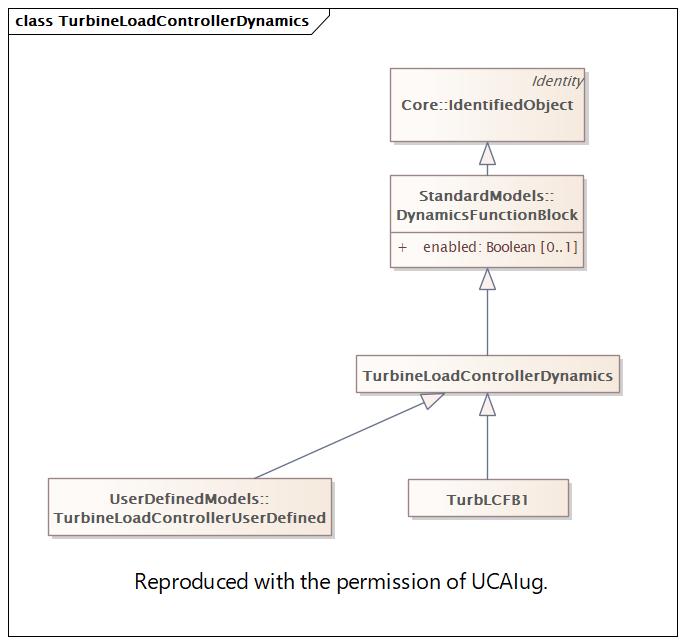 class TurbineLoadControllerDynamics
Identity
Core::IdentifiedObject
StandardModels::
DynamicsFunctionBlock
+ enabled: Boolean [0..1]
TurbineLoadControllerDynamics
UserDefinedModels::
TurbineLoadControllerUserDefined
TurbLCFB1
Reproduced with the permission of UCAIug.